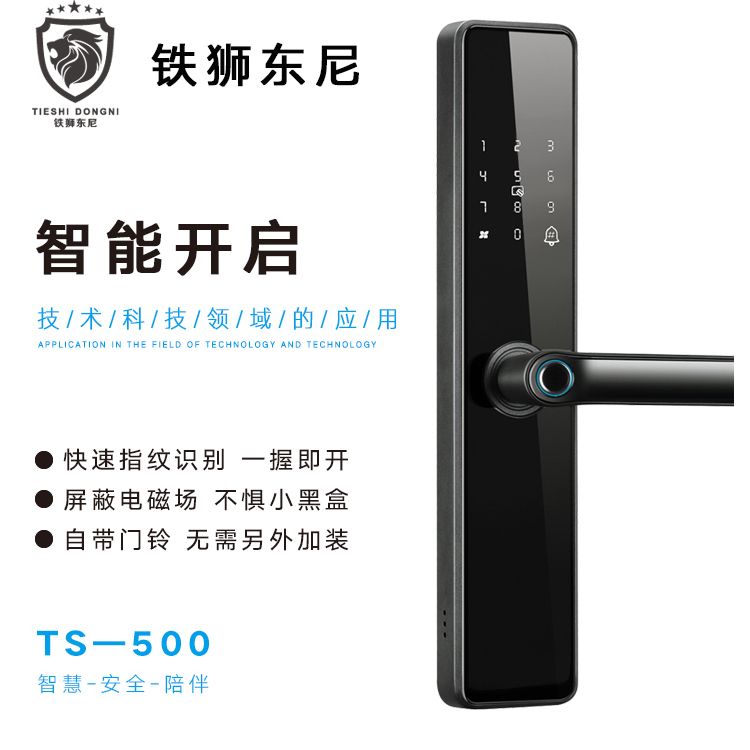 TIESHI DONGNI
铁狮东尼
铁狮东尼
智能开启
技/术/科/技/领/域/的/应/用
APPLICATION IN THE FIELD OF TECHNOLOGY AND TECHNOLOGY
● 快速指纹识别 一握即开
● 屏蔽电磁场 不惧小黑盒
● 自带门铃 无需另外加装
TS—500
智慧-安全-陪伴
1 2 3
4 5 6
7 8 9
* 0 #